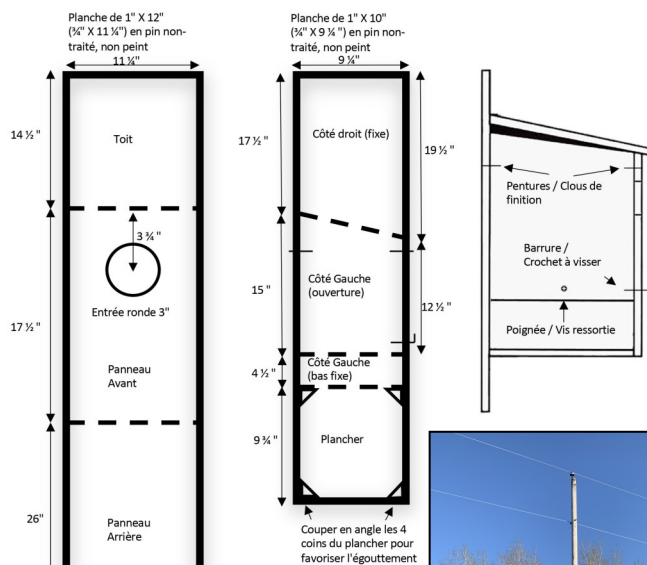 Planche de 1" X 12"
(¾" X 11 ¼") en pin non-
traité, non peint
11 ¼"
14 ½ "
Toit
3 ¾ "
Entrée ronde 3"
17 ½ "
Panneau
Avant
26"
Panneau
Arrière
Planche de 1" X 10"
(¾" X 9 ¼ ") en pin non-
traité, non peint
9 ¼"
17 ½ "
Côté droit (fixe)
19 ½ "
15 "
Côté Gauche
(ouverture)
12 ½ "
4 ½ "
Côté Gauche
(bas fixe)
9 ¾ "
Plancher
Couper en angle les 4
coins du plancher pour
favoriser l'égouttement
Pentures / Clous de
finition
Barrure /
Crochet à visser
Poignée / Vis ressortie